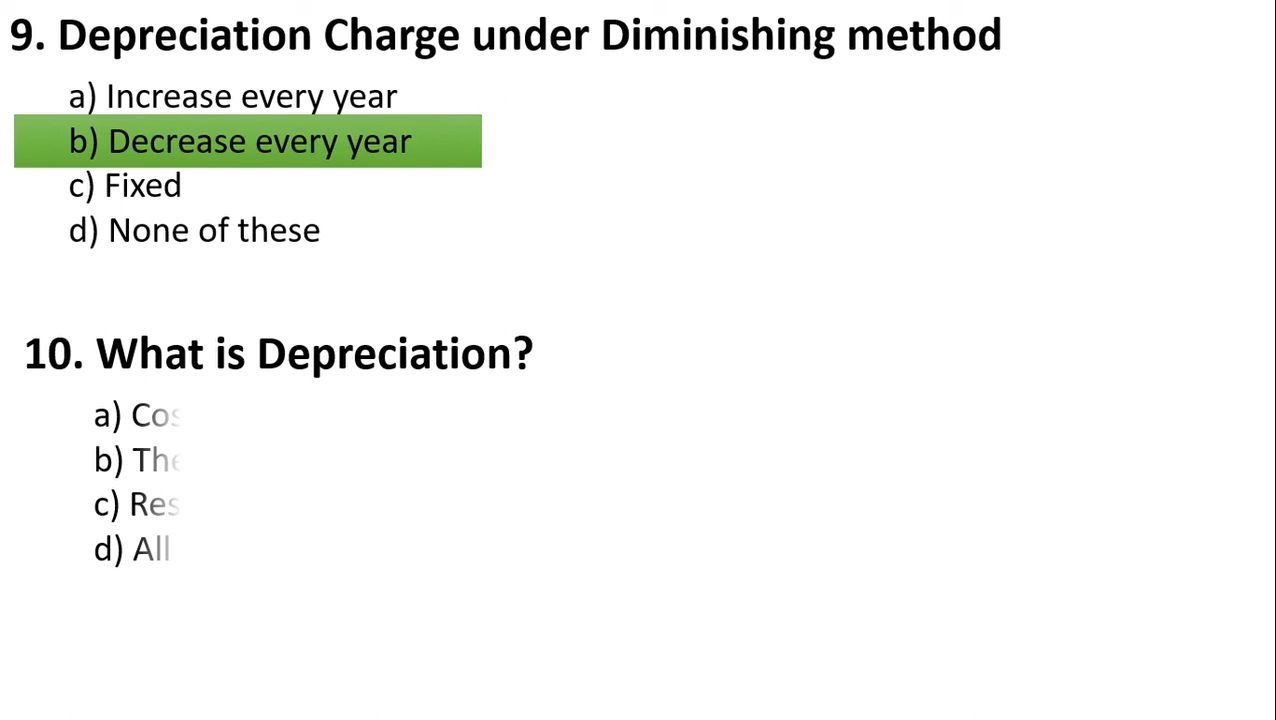 9. Depreciation Charge under Diminishing method
a) Increase every year
b) Decrease every year
c) Fixed
d) None of these
10. What is Depreciation?
a) Cos
b) The
c) Res
d) All